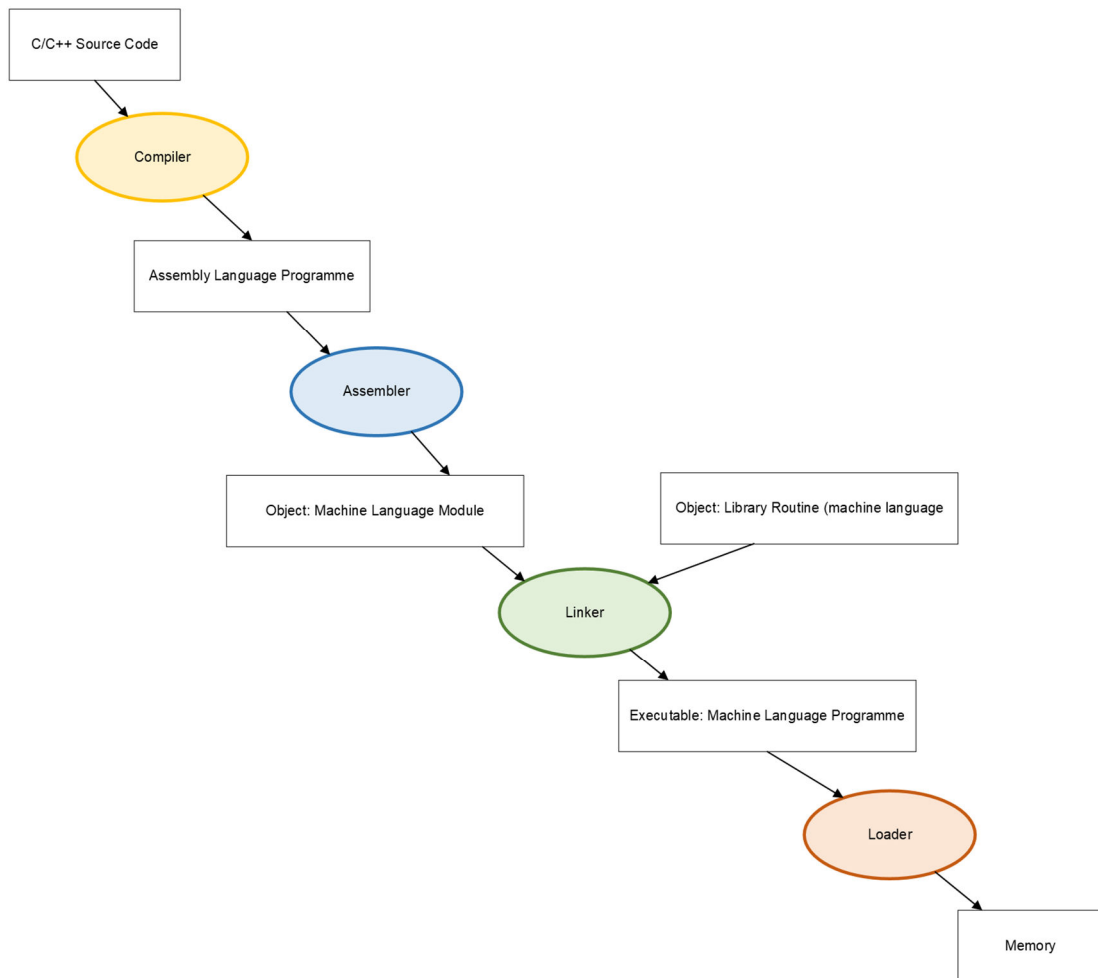 C/C++ Source Code
Compiler
Assembly Language Programme
Assembler
Object: Machine Language Module
Object: Library Routine (machine language
Linker
Executable: Machine Language Programme
Loader
Memory